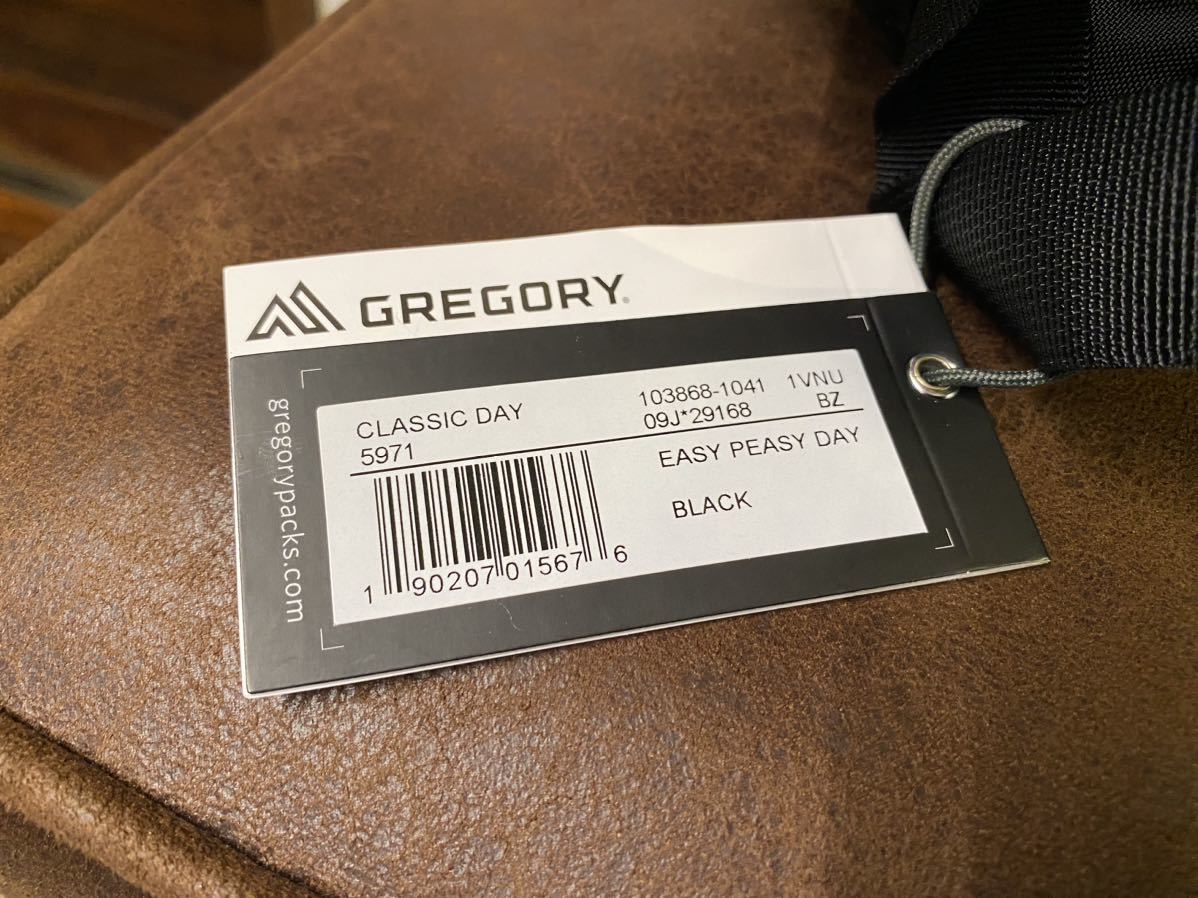 GREGORY®
gregorypacks.com
CLASSIC DAY 103868-1041 1VNU
5971 09J*29168 BZ
EASY PEASY DAY
BLACK
1 90207 01567 6